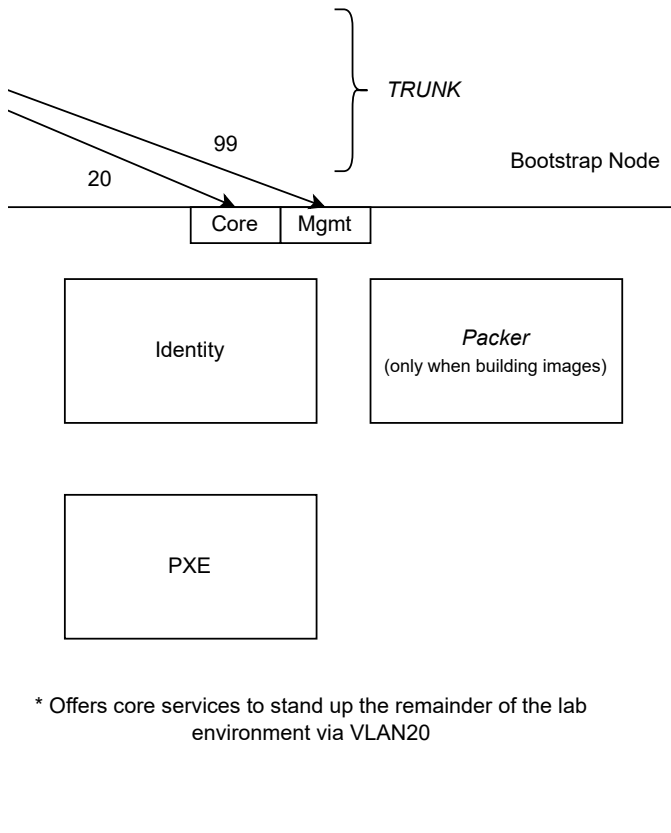 TRUNK
99
Bootstrap Node
20
Core
Mgmt
Identity
Packer
(only when building images)
PXE
* Offers core services to stand up the remainder of the lab
environment via VLAN20